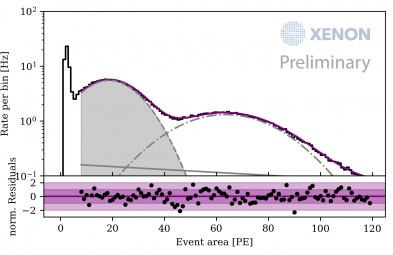 10²
XENON
Preliminary
10¹
Rate per bin [Hz]
10⁰
10⁻¹
norm. Residuals
2
0
−2
0 20 40 60 80 100 120
Event area [PE]